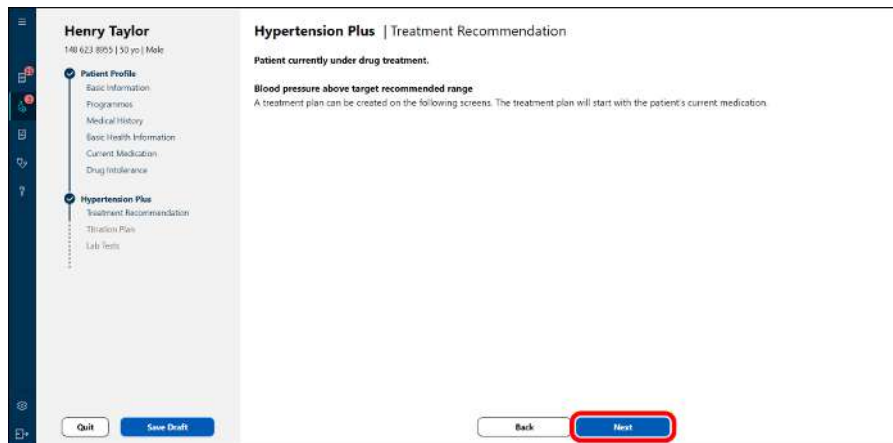 Henry Taylor
148 623 8955 | 50 yo | Male
Patient Profile
Basic Information
Programmes
Medical History
Basic Health Information
Current Medication
Drug Intolerance
Hypertension Plus
Treatment Recommendation
Titration Plan
Lab Tests
Quit
Save Draft
Hypertension Plus | Treatment Recommendation
Patient currently under drug treatment.
Blood pressure above target recommended range
A treatment plan can be created on the following screens. The treatment plan will start with the patient's current medication.
Back
Next